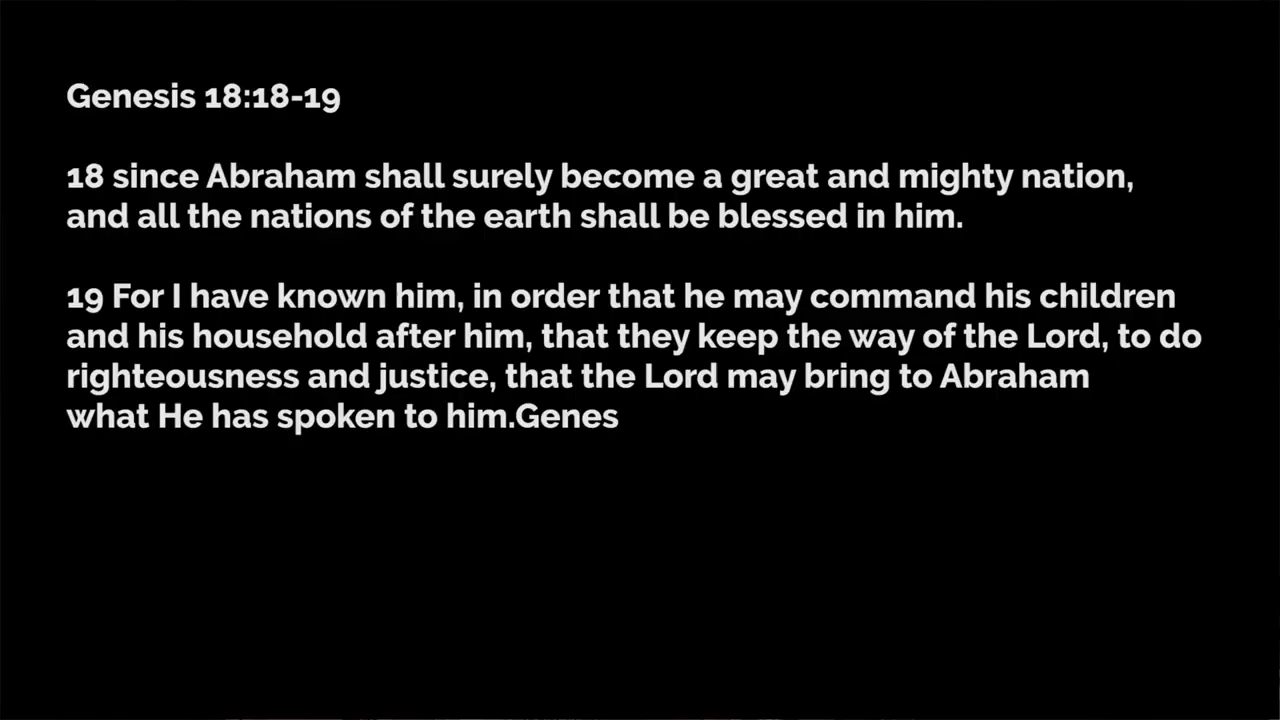 Genesis 18:18-19
18 since Abraham shall surely become a great and mighty nation,
and all the nations of the earth shall be blessed in him.
19 For I have known him, in order that he may command his children
and his household after him, that they keep the way of the Lord, to do
righteousness and justice, that the Lord may bring to Abraham
what He has spoken to him.Genes